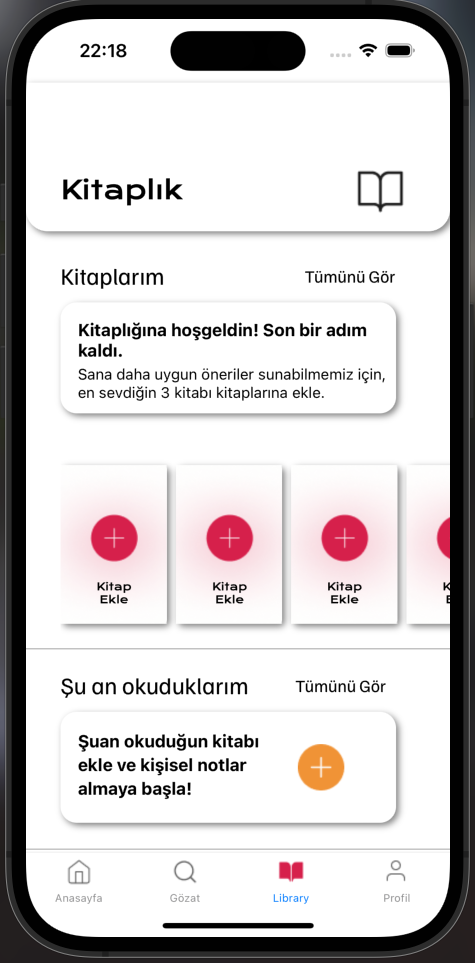 22:18
Kitaplık
Kitaplarım
Tümünü Gör
Kitaplığına hoşgeldin! Son bir adım
kaldı.
Sana daha uygun öneriler sunabilmemiz için,
en sevdiğin 3 kitabı kitaplarına ekle.
Kitap
Ekle
Kitap
Ekle
Kitap
Ekle
Şu an okuduklarım
Tümünü Gör
Şuan okuduğun kitabı
ekle ve kişisel notlar
almaya başla!
Anasayfa
Gözat
Library
Profil